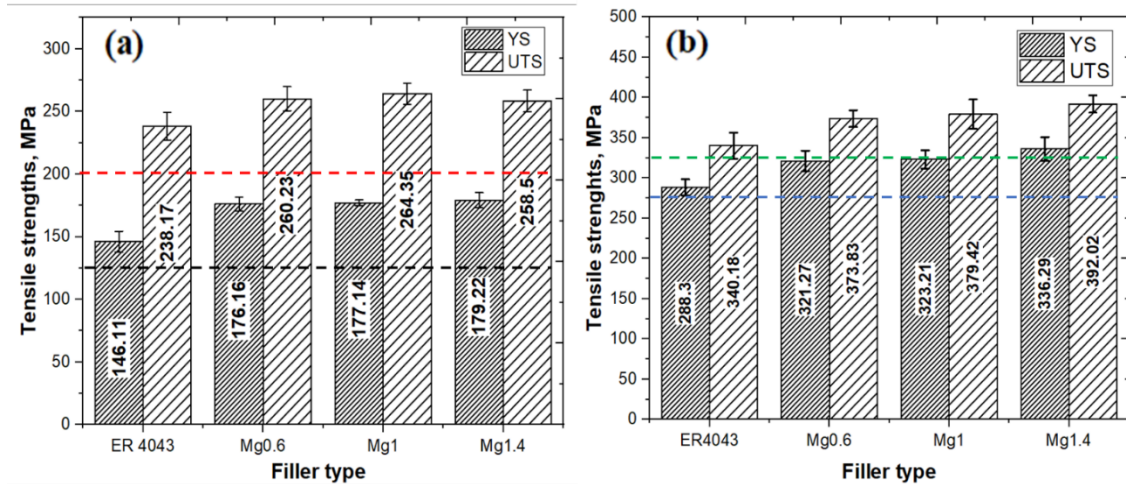 (a)
YS
UTS
Tensile strengths, MPa
300
250
200
150
100
50
0
146.11
238.17
176.16
260.23
177.14
264.35
179.22
258.5
ER 4043
Mg0.6
Mg1
Mg1.4
Filler type
(b)
YS
UTS
Tensile strenghts, MPa
500
450
400
350
300
250
200
150
100
50
0
288.3
340.18
321.27
373.83
323.21
379.42
336.29
392.02
ER4043
Mg0.6
Mg1
Mg1.4
Filler type